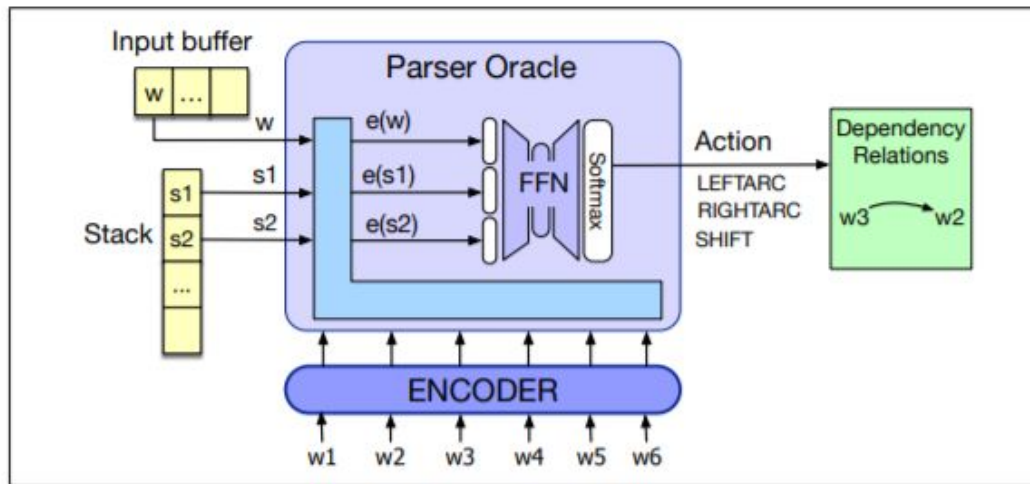 Input buffer
w ...
Stack
s1
s2
...
w
s1
s2
Parser Oracle
e(w)
e(s1)
e(s2)
FFN
Softmax
Action
LEFTARC
RIGHTARC
SHIFT
Dependency
Relations
w3 w2
ENCODER
w1 w2 w3 w4 w5 w6